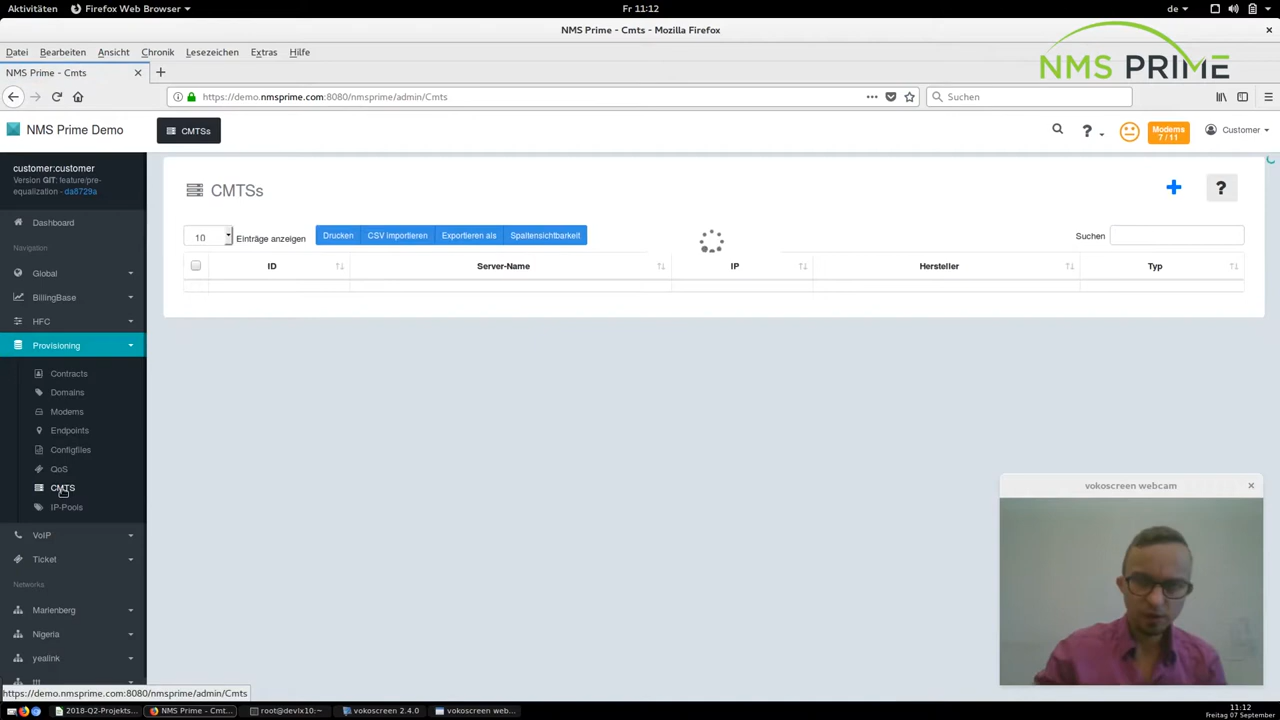 Aktivitäten
Firefox Web Browser
Fr 11:12
de
NMS Prime - Cmts - Mozilla Firefox
Datei Bearbeiten Ansicht Chronik Lesezeichen Extras Hilfe
NMS PRIME
NMS Prime - Cmts
https://demo.nmsprime.com:8080/nmsprime/admin/Cmts
Suchen
NMS Prime Demo
CMTSs
?
Modems
7 / 11
Customer
customer:customer
Version GIT: feature/pre-
equalization - da8729a
Dashboard
Navigation
Global
BillingBase
HFC
Provisioning
Contracts
Domains
Modems
Endpoints
Configfiles
QoS
CMTS
IP-Pools
VoIP
Ticket
Networks
Marienberg
Nigeria
yealink
ttt
CMTSs
?
10 Einträge anzeigen
Drucken CSV importieren Exportieren als Spaltensichtbarkeit
Suchen
ID Server-Name IP Hersteller Typ
vokoscreen webcam
https://demo.nmsprime.com:8080/nmsprime/admin/Cmts
2018-Q2-Projekts...
NMS Prime - Cmt...
root@devlx10:~
vokoscreen 2.4.0
vokoscreen web...
11:12
Freitag 07 September